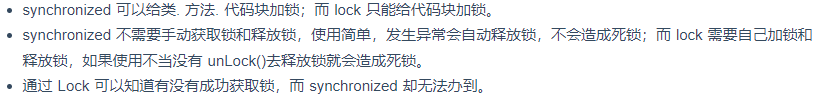 synchronized 可以给类. 方法. 代码块加锁；而 lock 只能给代码块加锁。
synchronized 不需要手动获取锁和释放锁，使用简单，发生异常会自动释放锁，不会造成死锁；而 lock 需要自己加锁和
释放锁，如果使用不当没有 unLock()去释放锁就会造成死锁。
通过 Lock 可以知道有没有成功获取锁，而 synchronized 却无法办到。